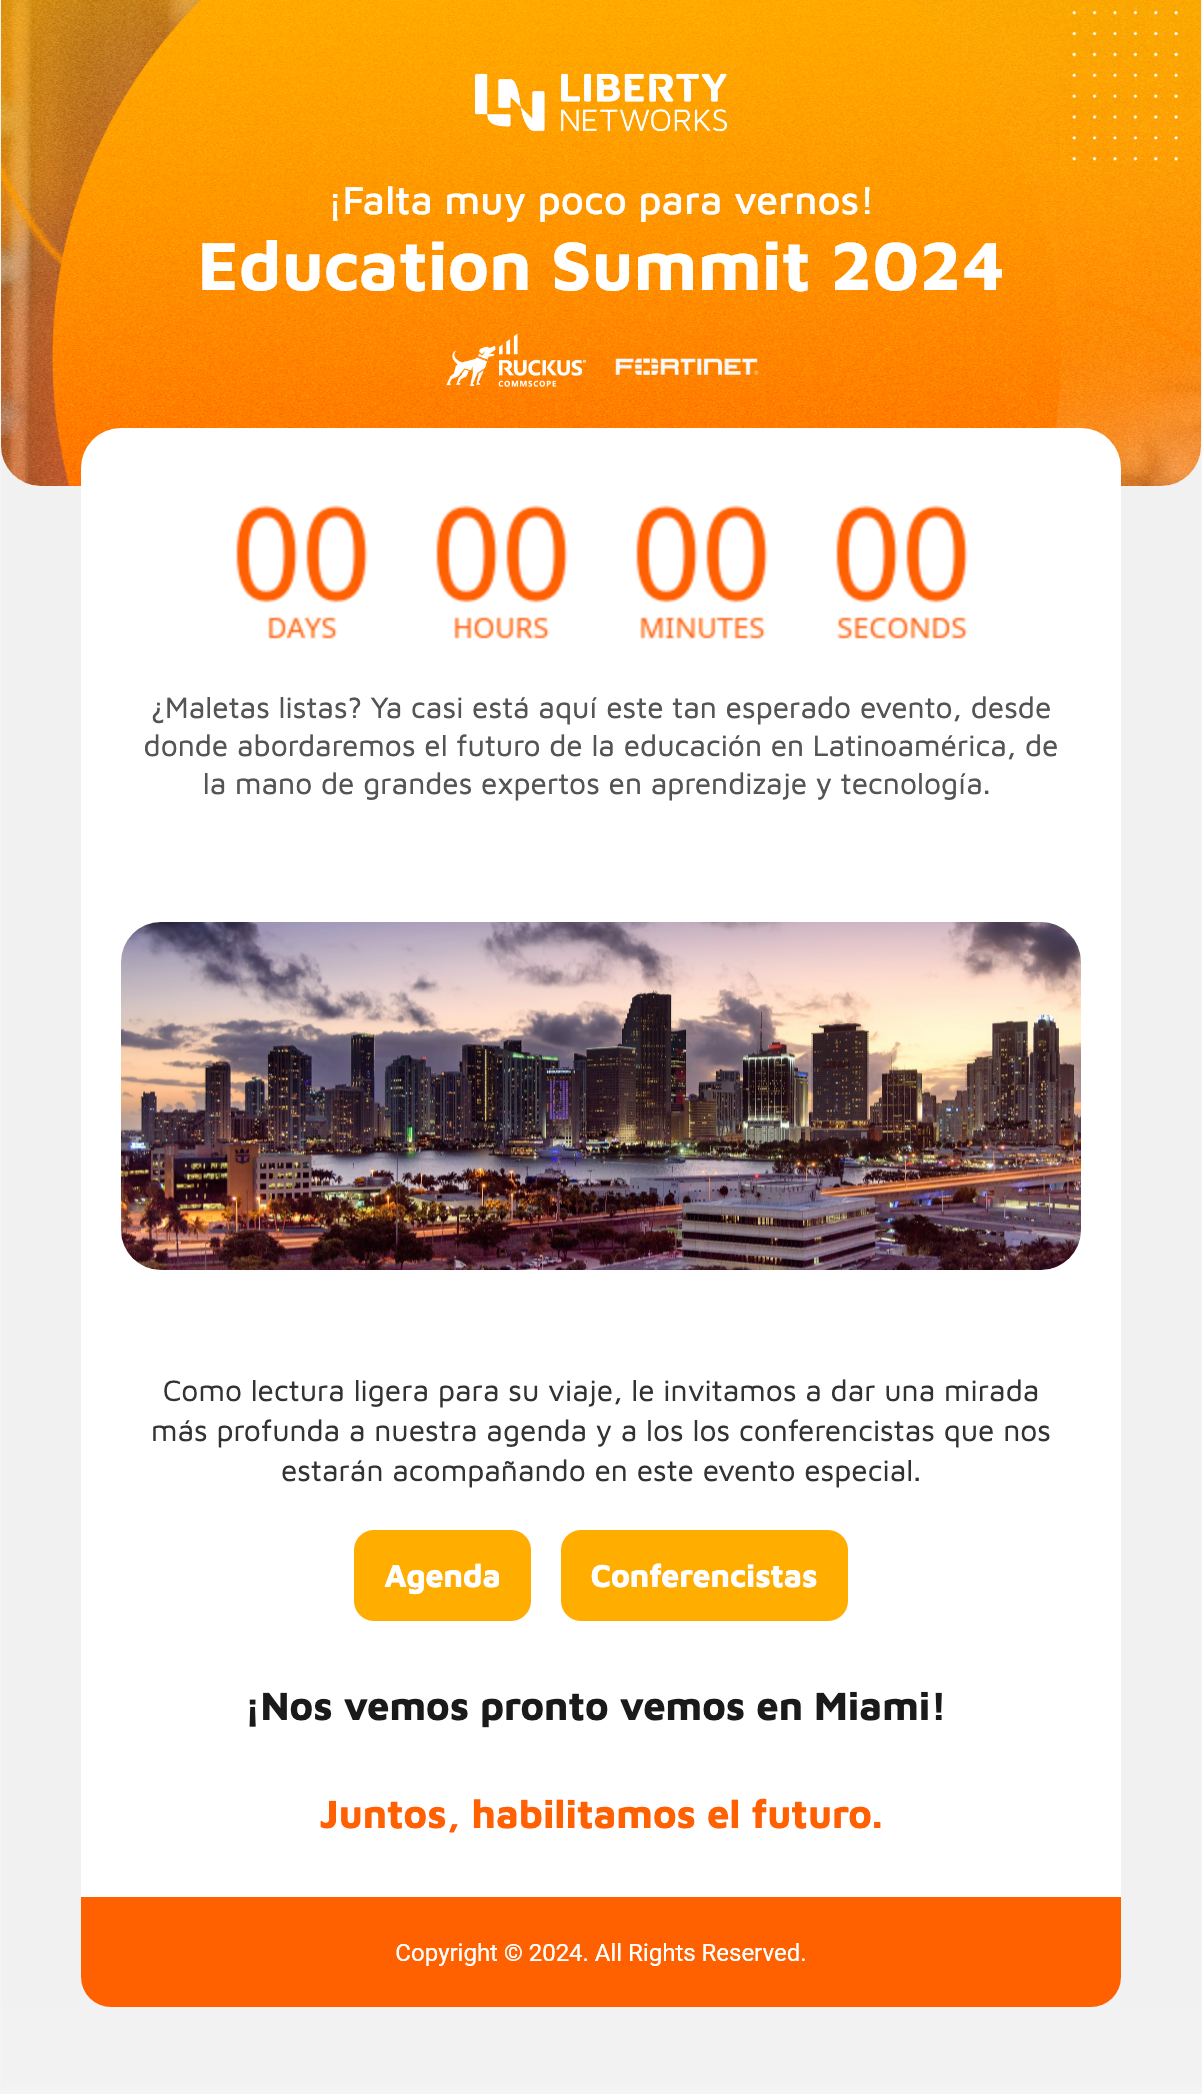 LIBERTY
NETWORKS
¡Falta muy poco para vernos!
Education Summit 2024
RUCKUS
COMMSCOPE
FORTINET
00 00 00 00
DAYS HOURS MINUTES SECONDS
¿Maletas listas? Ya casi está aquí este tan esperado evento, desde
donde abordaremos el futuro de la educación en Latinoamérica, de
la mano de grandes expertos en aprendizaje y tecnología.
Como lectura ligera para su viaje, le invitamos a dar una mirada
más profunda a nuestra agenda y a los los conferencistas que nos
estarán acompañando en este evento especial.
Agenda Conferencistas
¡Nos vemos pronto vemos en Miami!
Juntos, habilitamos el futuro.
Copyright © 2024. All Rights Reserved.